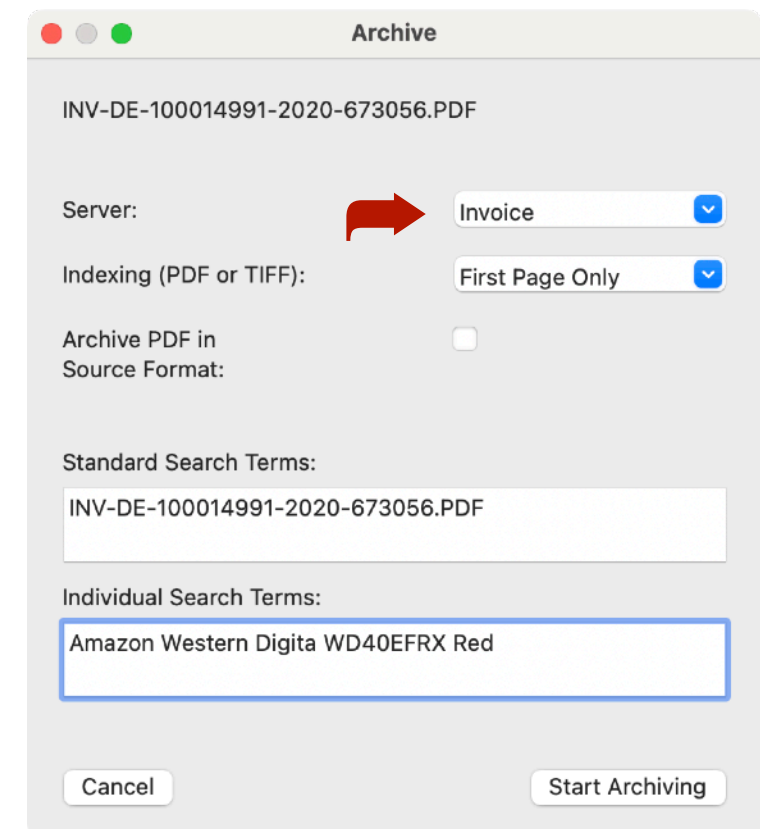 Archive
INV-DE-100014991-2020-673056.PDF
Server:
Invoice
Indexing (PDF or TIFF):
First Page Only
Archive PDF in
Source Format:
Standard Search Terms:
INV-DE-100014991-2020-673056.PDF
Individual Search Terms:
Amazon Western Digita WD40EFRX Red
Cancel
Start Archiving